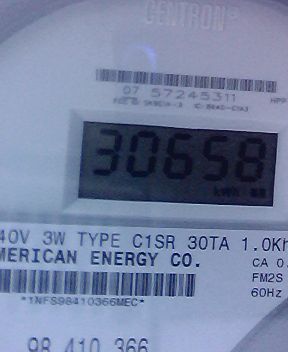 CENTRON®
07 57245311
30658
kWh
40V 3W TYPE C1SR 30TA 1.0Kh
MERICAN ENERGY CO.
CA 0.
FM2S
60Hz
*1NFS98410366MEC*
98 410 366